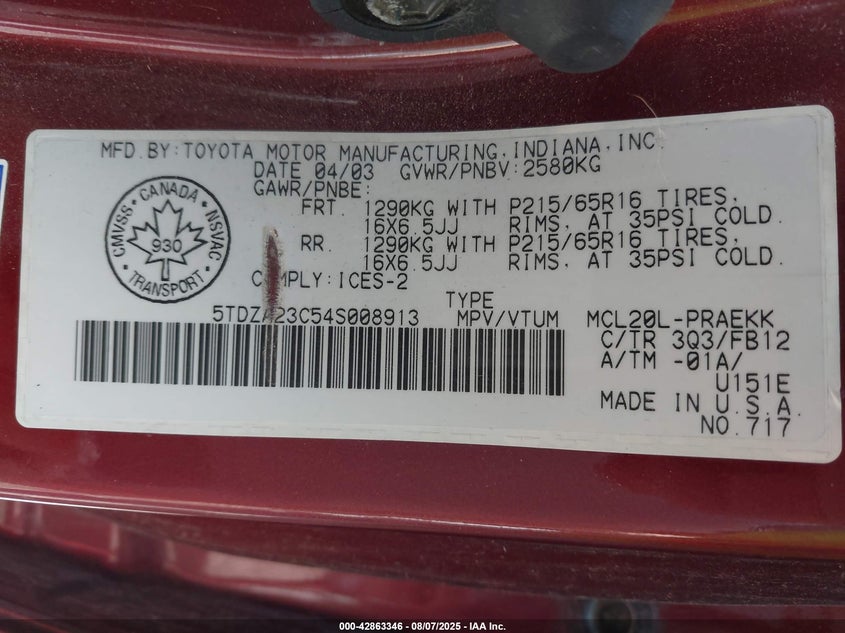 MFD. BY: TOYOTA MOTOR MANUFACTURING, INDIANA, INC.
DATE 04/03 GVWR/PNBV: 2580KG
GAWR/PNBE:
FRT. 1290KG WITH P215/65R16 TIRES,
16X6.5JJ RIMS, AT 35PSI COLD.
RR. 1290KG WITH P215/65R16 TIRES,
16X6.5JJ RIMS, AT 35PSI COLD.
COMPLY: ICES-2
CANADA
CMVSS NSVAC
930
TRANSPORT
TYPE
5TDZA23C54S008913 MPV/VTUM MCL20L-PRAEKK
C/TR 3Q3/FB12
A/TM -01A/
U151E
MADE IN U.S.A.
NO.717
000-42863346 - 08/07/2025 - IAA Inc.